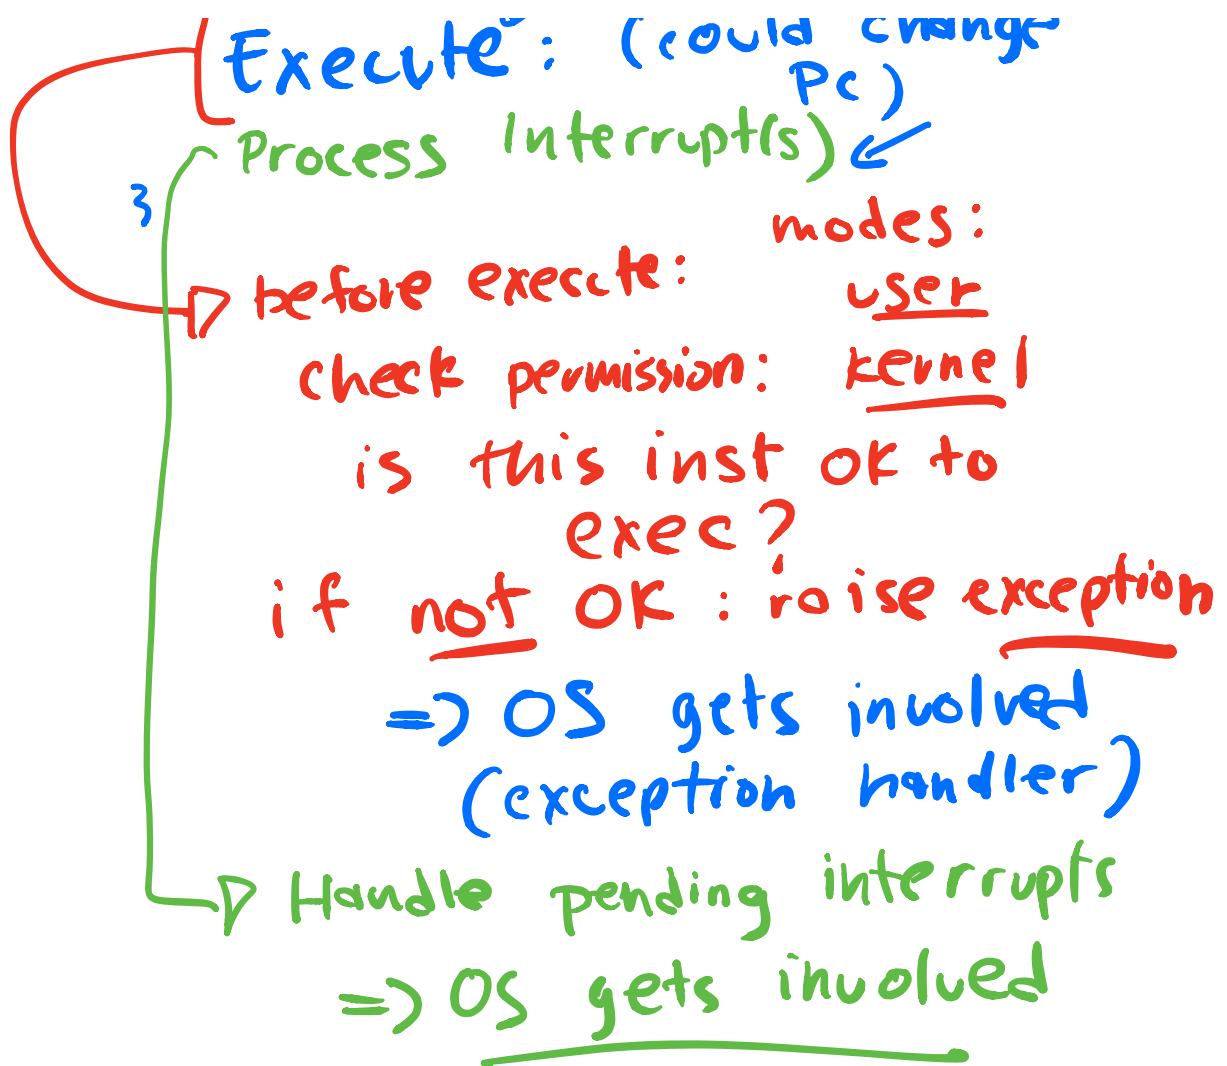 Execute: (could change
PC)
Process Interrupt(s)
}
modes:
before execute: user
check permission: kernel
is this inst OK to
exec?
if not OK: raise exception
=> OS gets involved
(exception handler)
Handle pending interrupts
=> OS gets involved